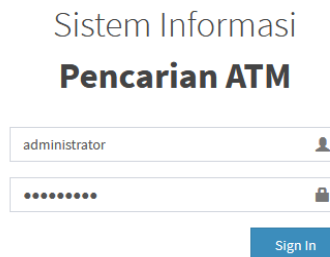 Sistem Informasi
Pencarian ATM
administrator
•••••••••
Sign In